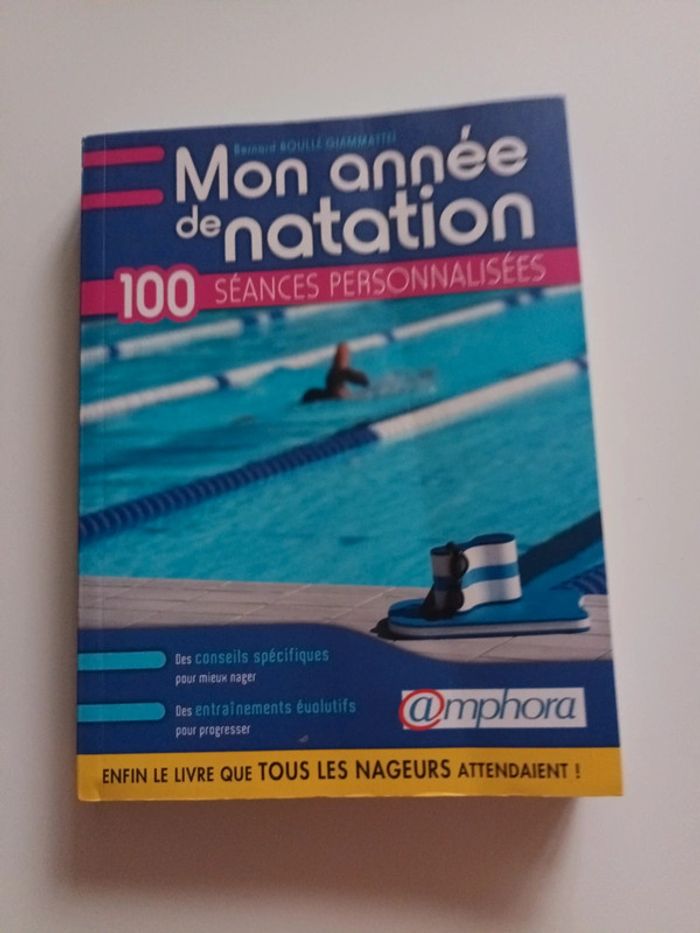 Bernard BOULLÉ GIAMMATTEI
Mon année
de natation
100 SÉANCES PERSONNALISÉES
Des conseils spécifiques
pour mieux nager
Des entraînements évolutifs
pour progresser
@mphora
ENFIN LE LIVRE QUE TOUS LES NAGEURS ATTENDAIENT !